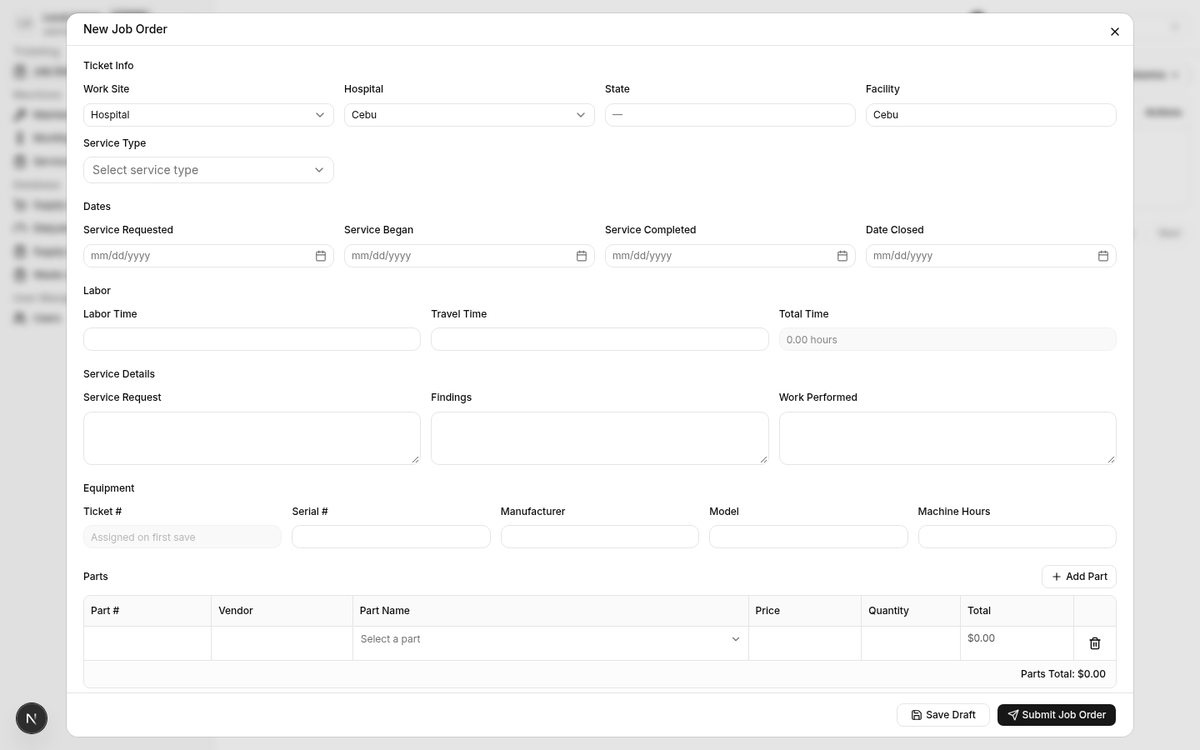 New Job Order
Ticket Info
Work Site Hospital State Facility
Hospital Cebu — Cebu
Service Type
Select service type
Dates
Service Requested Service Began Service Completed Date Closed
mm/dd/yyyy mm/dd/yyyy mm/dd/yyyy mm/dd/yyyy
Labor
Labor Time Travel Time Total Time
0.00 hours
Service Details
Service Request Findings Work Performed
Equipment
Ticket # Serial # Manufacturer Model Machine Hours
Assigned on first save
Parts Add Part
Part # Vendor Part Name Price Quantity Total
Select a part $0.00
Parts Total: $0.00
N Save Draft Submit Job Order